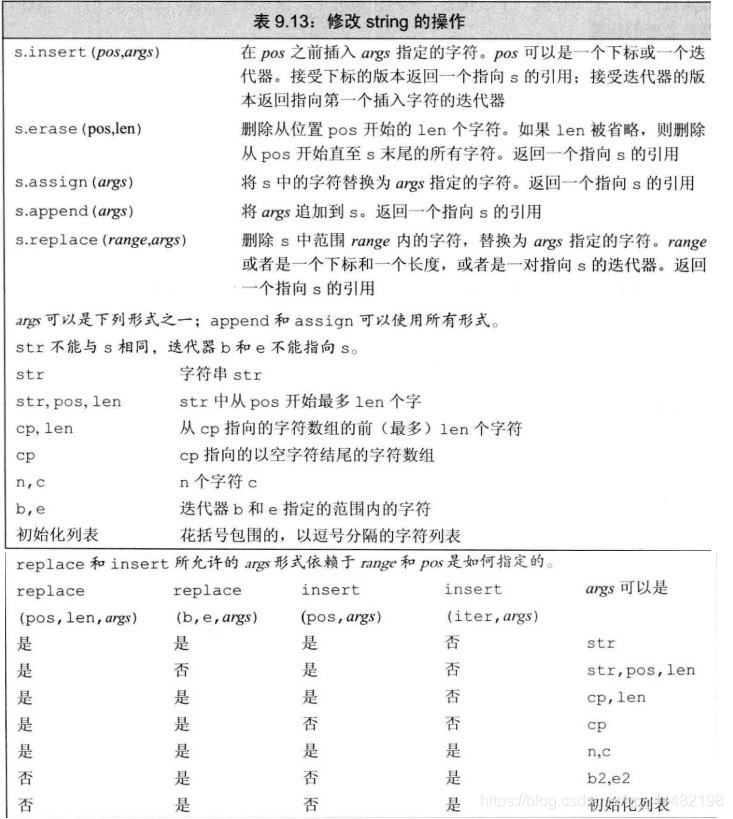 表 9.13：修改 string 的操作
s.insert(pos,args) 在 pos 之前插入 args 指定的字符。pos 可以是一个下标或一个迭
代器。接受下标的版本返回一个指向 s 的引用；接受迭代器的版
本返回指向第一个插入字符的迭代器
s.erase(pos,len) 删除从位置 pos 开始的 len 个字符。如果 len 被省略，则删除
从 pos 开始直至 s 末尾的所有字符。返回一个指向 s 的引用
s.assign(args) 将 s 中的字符替换为 args 指定的字符。返回一个指向 s 的引用
s.append(args) 将 args 追加到 s。返回一个指向 s 的引用
s.replace(range,args) 删除 s 中范围 range 内的字符，替换为 args 指定的字符。range
或者是一个下标和一个长度，或者是一对指向 s 的迭代器。返回
一个指向 s 的引用
args 可以是下列形式之一；append 和 assign 可以使用所有形式。
str 不能与 s 相同，迭代器 b 和 e 不能指向 s。
str 字符串 str
str,pos,len str 中从 pos 开始最多 len 个字
cp,len 从 cp 指向的字符数组的前（最多）len 个字符
cp cp 指向的以空字符结尾的字符数组
n,c n 个字符 c
b,e 迭代器 b 和 e 指定的范围内的字符
初始化列表 花括号包围的，以逗号分隔的字符列表
replace 和 insert 所允许的 args 形式依赖于 range 和 pos 是如何指定的。
replace replace insert insert args 可以是
(pos,len,args) (b,e,args) (pos,args) (iter,args)
是 是 是 否 str
是 否 是 否 str,pos,len
是 是 是 否 cp,len
是 是 否 否 cp
是 是 是 是 n,c
否 是 否 是 b2,e2
否 是 否 是 初始化列表